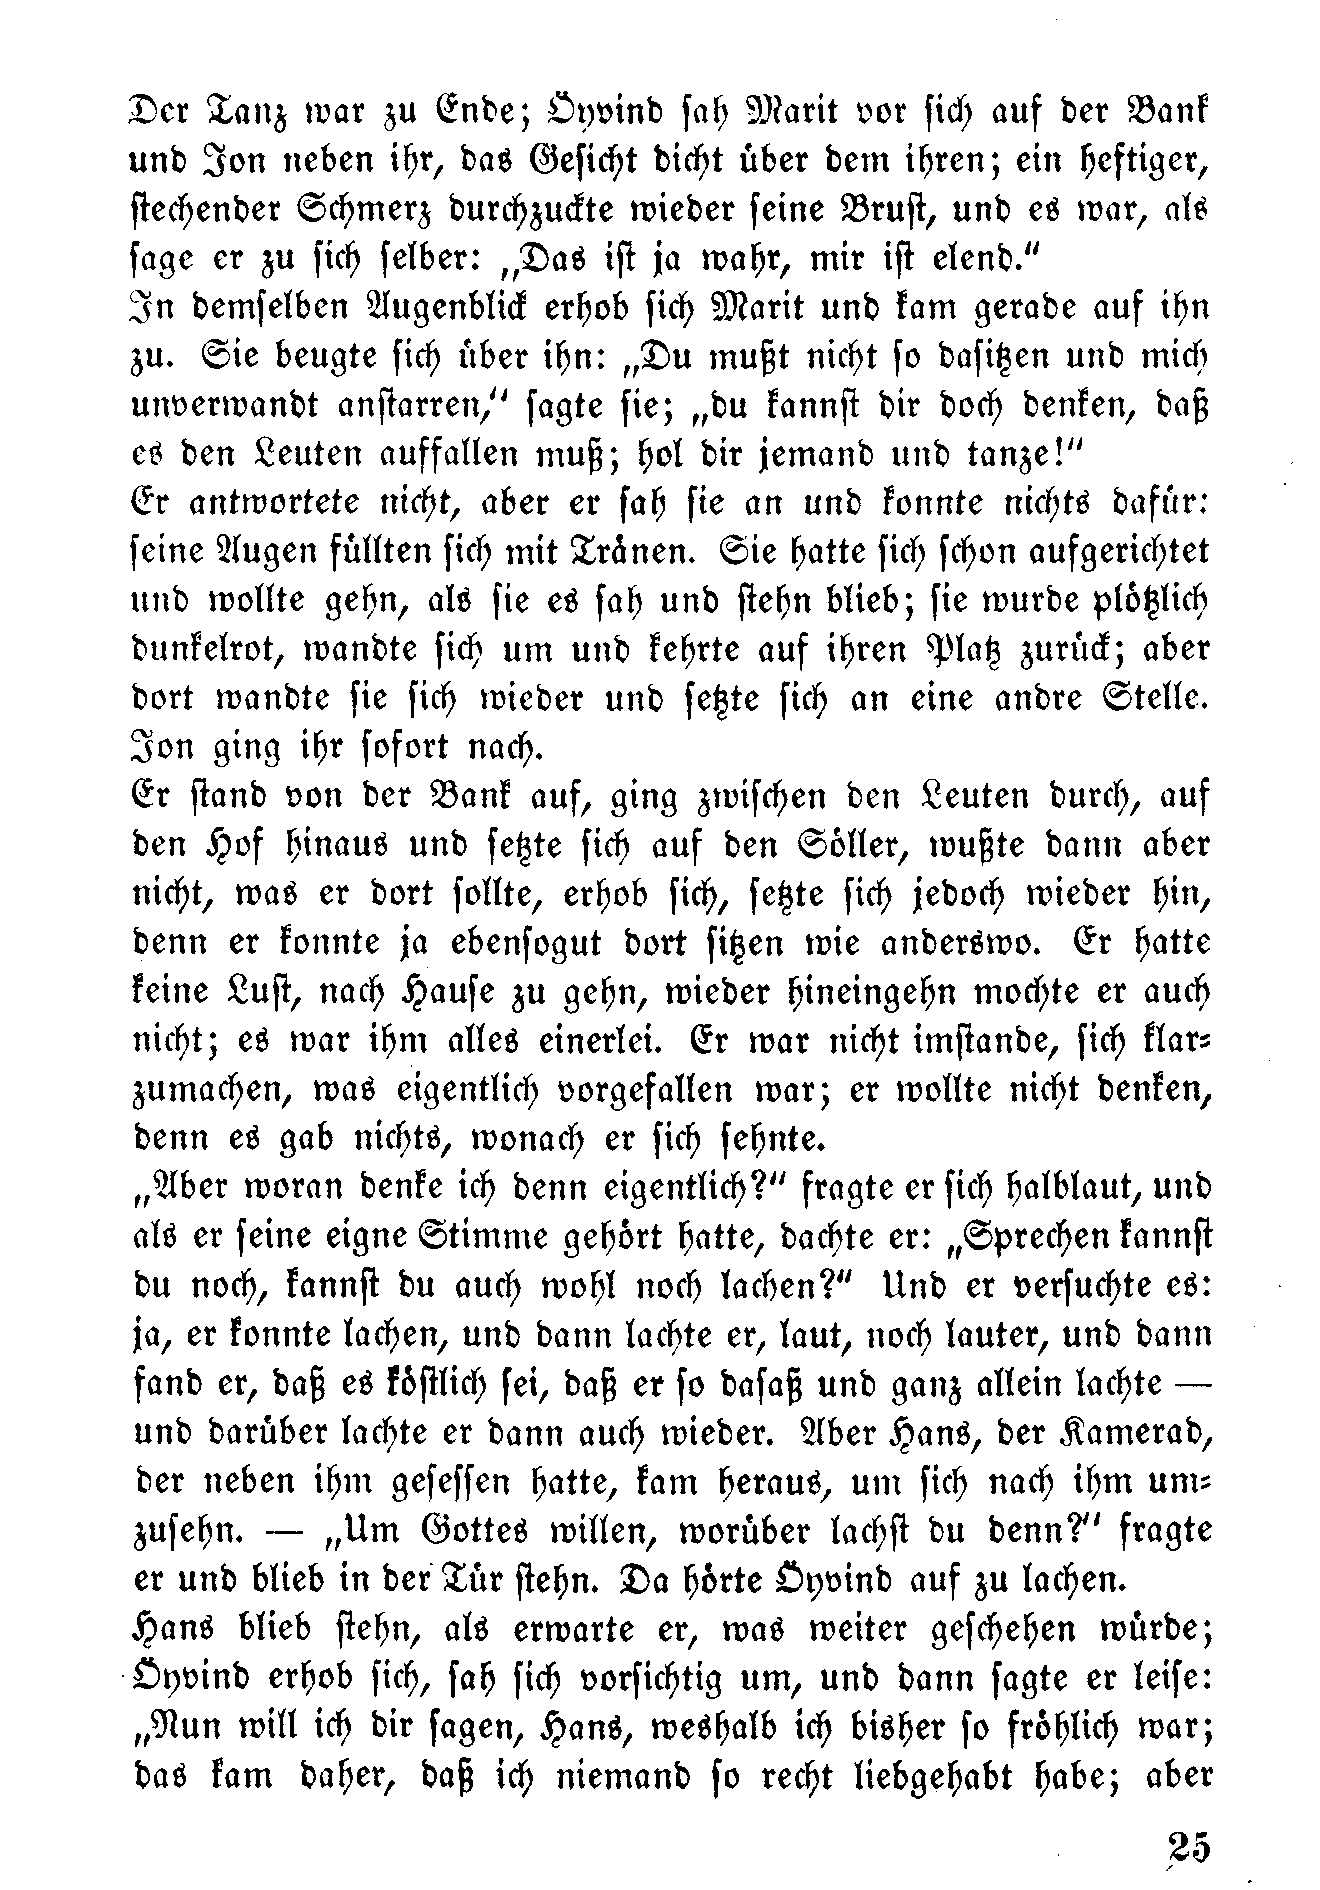 Der Tanz war zu Ende; Öyvind sah Marit vor sich auf der Bank
und Jon neben ihr, das Gesicht dicht über dem ihren; ein heftiger,
stechender Schmerz durchzuckte wieder seine Brust, und es war, als
sage er zu sich selber: „Das ist ja wahr, mir ist elend.“
In demselben Augenblick erhob sich Marit und kam gerade auf ihn
zu. Sie beugte sich über ihn: „Du mußt nicht so dasitzen und mich
unverwandt anstarren,“ sagte sie; „du kannst dir doch denken, daß
es den Leuten auffallen muß; hol dir jemand und tanze!“
Er antwortete nicht, aber er sah sie an und konnte nichts dafür:
seine Augen füllten sich mit Tränen. Sie hatte sich schon aufgerichtet
und wollte gehn, als sie es sah und stehn blieb; sie wurde plötzlich
dunkelrot, wandte sich um und kehrte auf ihren Platz zurück; aber
dort wandte sie sich wieder und setzte sich an eine andre Stelle.
Jon ging ihr sofort nach.
Er stand von der Bank auf, ging zwischen den Leuten durch, auf
den Hof hinaus und setzte sich auf den Söller, wußte dann aber
nicht, was er dort sollte, erhob sich, setzte sich jedoch wieder hin,
denn er konnte ja ebensogut dort sitzen wie anderswo. Er hatte
keine Lust, nach Hause zu gehn, wieder hineingehn mochte er auch
nicht; es war ihm alles einerlei. Er war nicht imstande, sich klar-
zumachen, was eigentlich vorgefallen war; er wollte nicht denken,
denn es gab nichts, wonach er sich sehnte.
„Aber woran denke ich denn eigentlich?“ fragte er sich halblaut, und
als er seine eigne Stimme gehört hatte, dachte er: „Sprechen kannst
du noch, kannst du auch wohl noch lachen?“ Und er versuchte es:
ja, er konnte lachen, und dann lachte er, laut, noch lauter, und dann
fand er, daß es köstlich sei, daß er so dasaß und ganz allein lachte —
und darüber lachte er dann auch wieder. Aber Hans, der Kamerad,
der neben ihm gesessen hatte, kam heraus, um sich nach ihm um-
zusehn. — „Um Gottes willen, worüber lachst du denn?“ fragte
er und blieb in der Tür stehn. Da hörte Öyvind auf zu lachen.
Hans blieb stehn, als erwarte er, was weiter geschehen würde;
Öyvind erhob sich, sah sich vorsichtig um, und dann sagte er leise:
„Nun will ich dir sagen, Hans, weshalb ich bisher so fröhlich war;
das kam daher, daß ich niemand so recht liebgehabt habe; aber
25